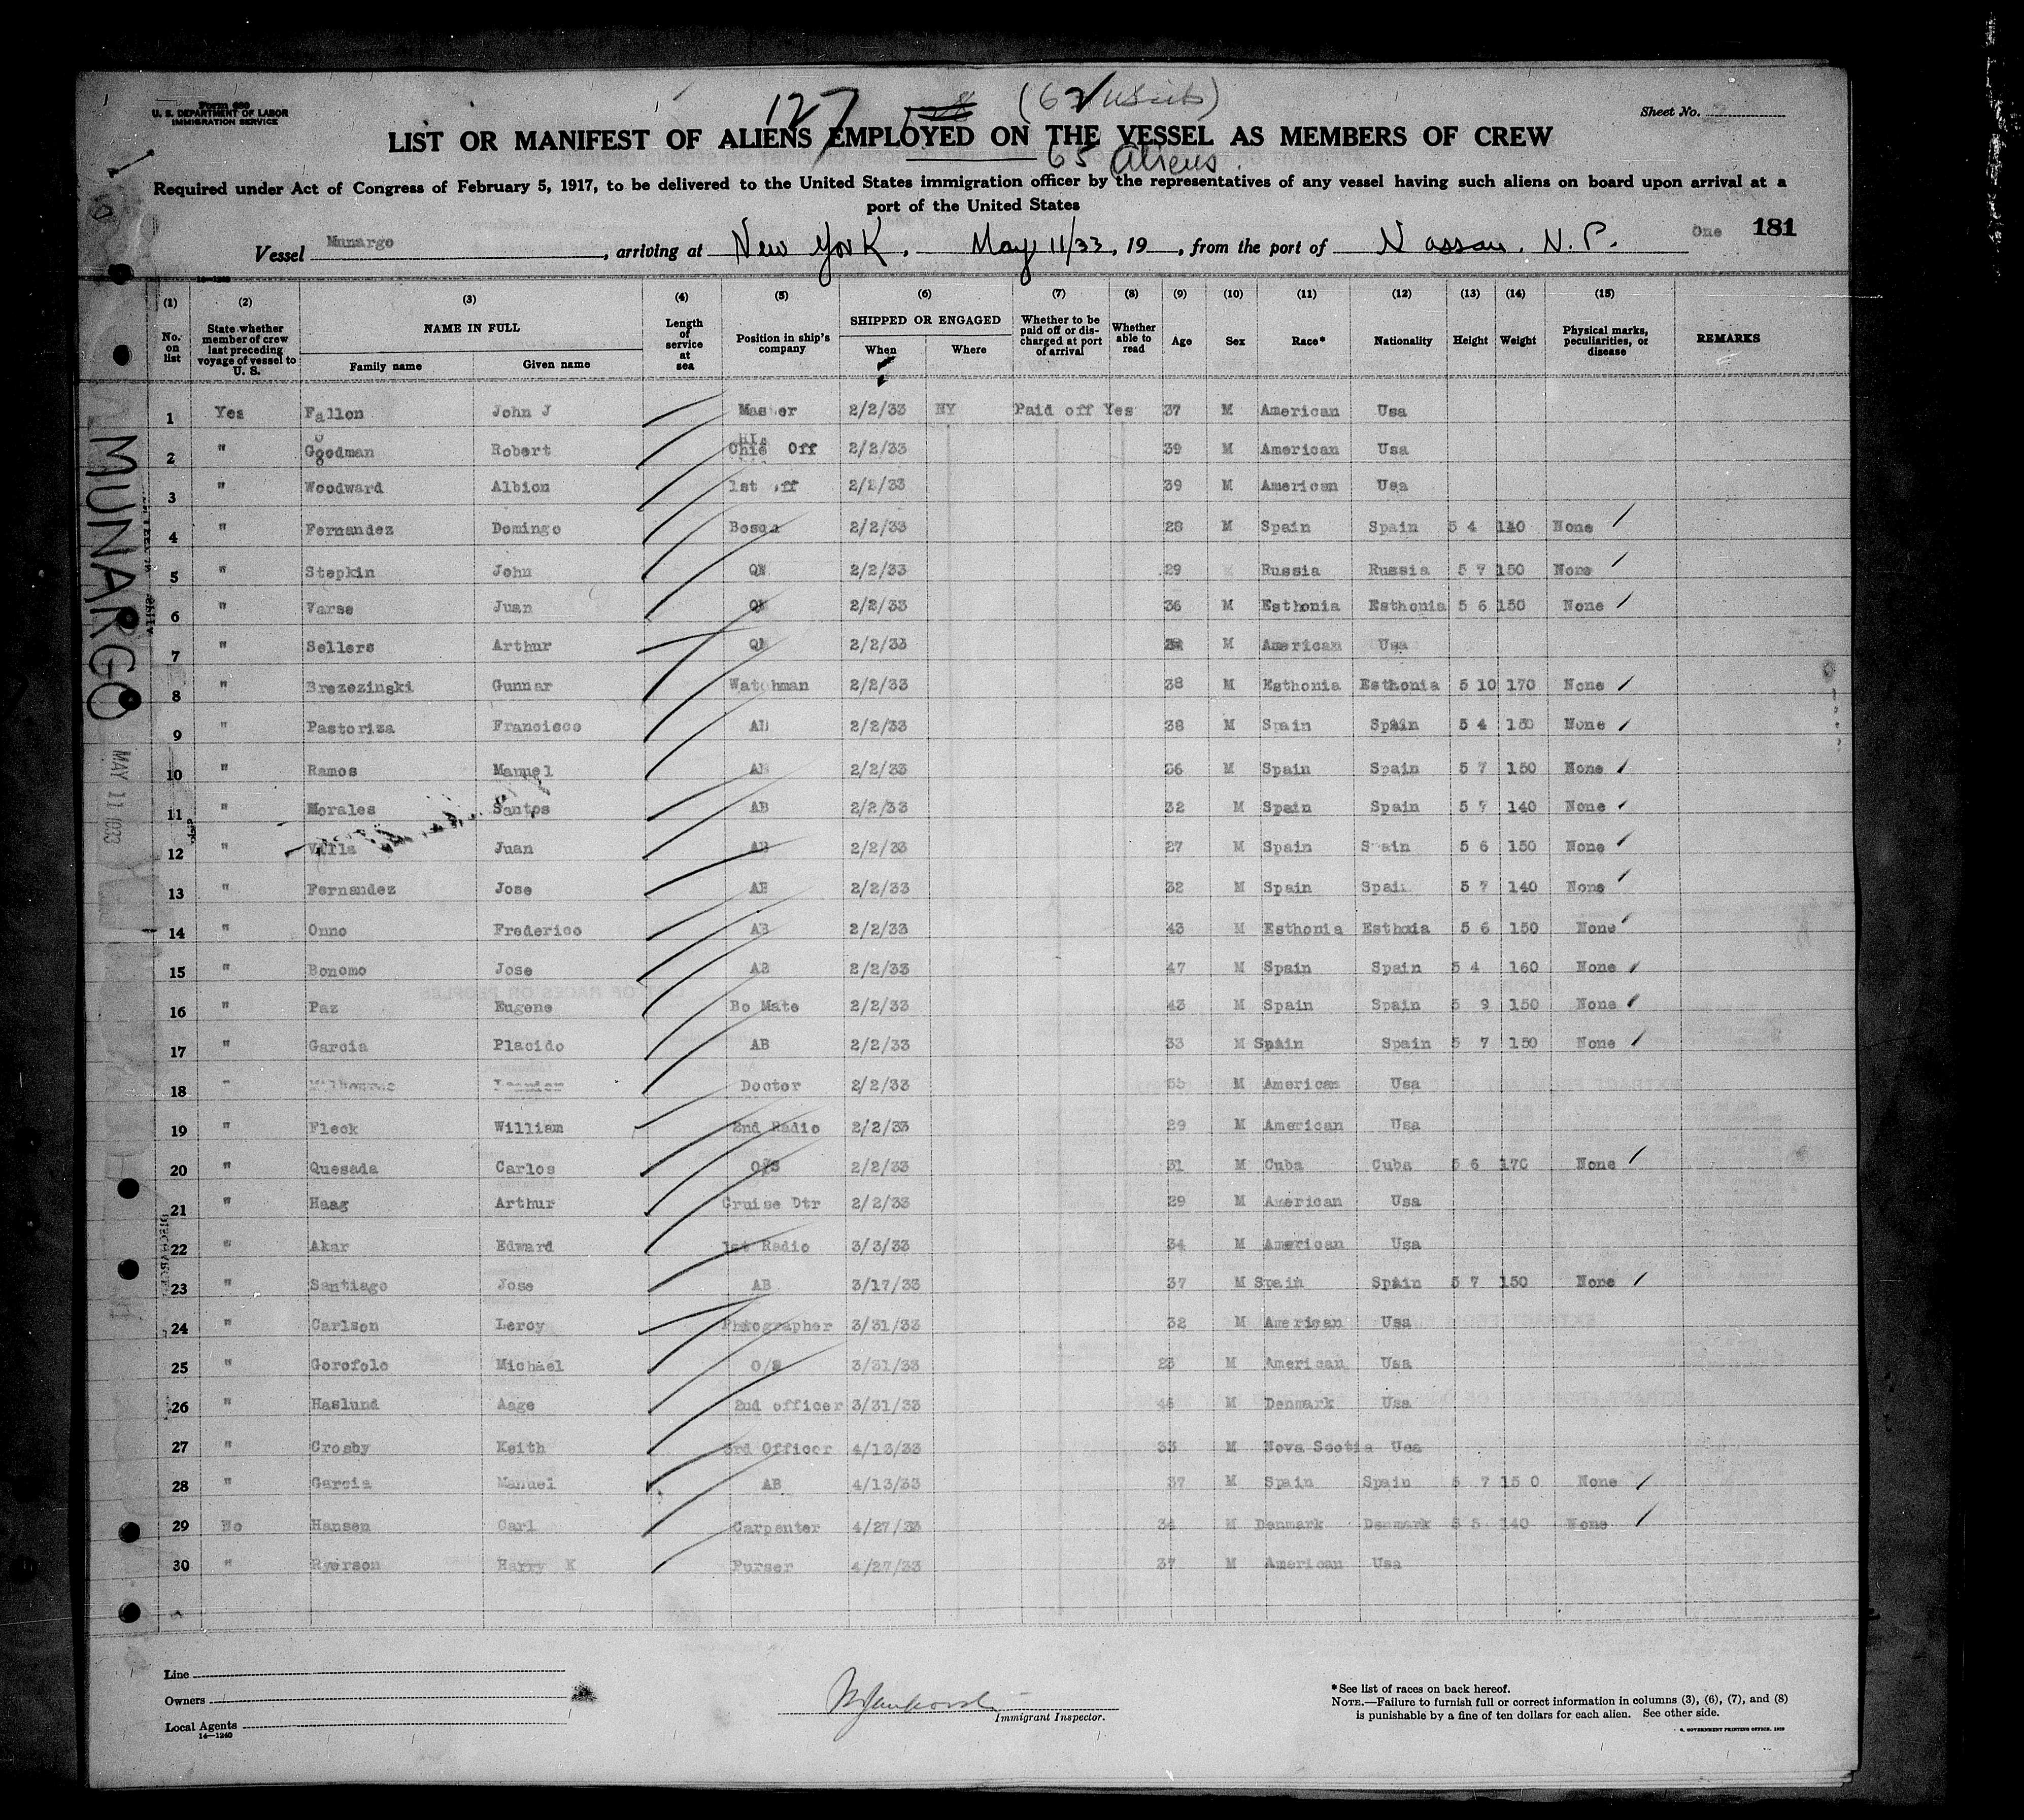 Form 680
U. S. DEPARTMENT OF LABOR
IMMIGRATION SERVICE
127
65 Aliens.
Sheet No.
LIST OR MANIFEST OF ALIENS EMPLOYED ON THE VESSEL AS MEMBERS OF CREW
Required under Act of Congress of February 5, 1917, to be delivered to the United States immigration officer by the representatives of any vessel having such aliens on board upon arrival at a
port of the United States
One 181
Vessel Munargo, arriving at New York, May 11/33, 19, from the port of Nassau. N. P.
(1) No. on list (2) State whether member of crew last preceding voyage of vessel to U. S. (3) NAME IN FULL Family name Given name (4) Length of service at sea (5) Position in ship's company (6) SHIPPED OR ENGAGED When Where (7) Whether to be paid off or discharged at port of arrival (8) Whether able to read (9) Age (10) Sex (11) Race* (12) Nationality (13) Height (14) Weight (15) Physical marks, peculiarities, or disease REMARKS
1 Yes Fallon John J Master 2/2/33 NY Paid off Yes 37 M American Usa
2 " Goodman Robert Off 2/2/33 39 M American Usa
3 " Woodward Albion 1st 2/2/33 39 M American Usa
4 " Fernandez Domingo Bosun 2/2/33 28 M Spain Spain 5 4 140 None
5 " Stepkin John QM 2/2/33 29 Russia Russia 5 7 150 None
6 " Varse Juan QM 2/2/33 36 M Esthonia Esthonia 5 6 150 None
7 " Sellers Arthur QM 2/2/33 M American Usa
8 " Brezezinski Gunnar Watchman 2/2/33 38 M Esthonia Esthonia 5 10 170 None
9 " Pastoriza Francisco AB 2/2/33 38 M Spain Spain 5 4 150 None
10 " Ramos Manuel AB 2/2/33 36 M Spain Spain 5 7 150 None
11 " Morales Santos AB 2/2/33 32 M Spain Spain 5 7 140 None
12 " Villa Juan AB 2/2/33 27 M Spain Spain 5 6 150 None
13 " Fernandez Jose AB 2/2/33 32 M Spain Spain 5 7 140 None
14 " Onno Frederico AB 2/2/33 43 M Esthonia 5 6 150 None
15 " Bonomo Jose AB 2/2/33 47 M Spain Spain 5 4 160 None
16 " Paz Eugene Bo Mate 2/2/33 43 M Spain Spain 5 9 150 None
17 " Garcia Placido AB 2/2/33 33 M Spain Spain 5 7 150 None
18 " Doctor 2/2/33 M American Usa
19 " Fleck William 2nd Radio 2/2/33 29 M American Usa
20 " Quesada Carlos O/S 2/2/33 31 M Cuba Cuba 5 6 170 None
21 " Haag Arthur Cruise Dtr 2/2/33 29 M American Usa
22 " Akar Edward 1st Radio 3/3/33 34 M American Usa
23 " Santiago Jose AB 3/17/33 37 M Spain Spain 5 7 150 None
24 " Carlson Leroy Photographer 3/31/33 32 M American Usa
25 " Gorofolo Michael O/S 3/31/33 23 M American Usa
26 " Haslund Aage 2nd officer 3/31/33 46 M Denmark Usa
27 " Crosby Keith 3rd Officer 4/13/33 33 M Nova Scotia Usa
28 " Garcia Manuel AB 4/13/33 37 M Spain Spain 5 7 15 0 None
29 No Hansen Carl Carpenter 4/27/33 34 M Denmark Denmark 5 5 140 None
30 " Ryerson Harry K Purser 4/27/33 37 M American Usa
MUNARGO
MAY 11 1933
Line
Owners
Local Agents
14—1240
Immigrant Inspector.
*See list of races on back hereof.
NOTE.—Failure to furnish full or correct information in columns (3), (6), (7), and (8)
is punishable by a fine of ten dollars for each alien. See other side.